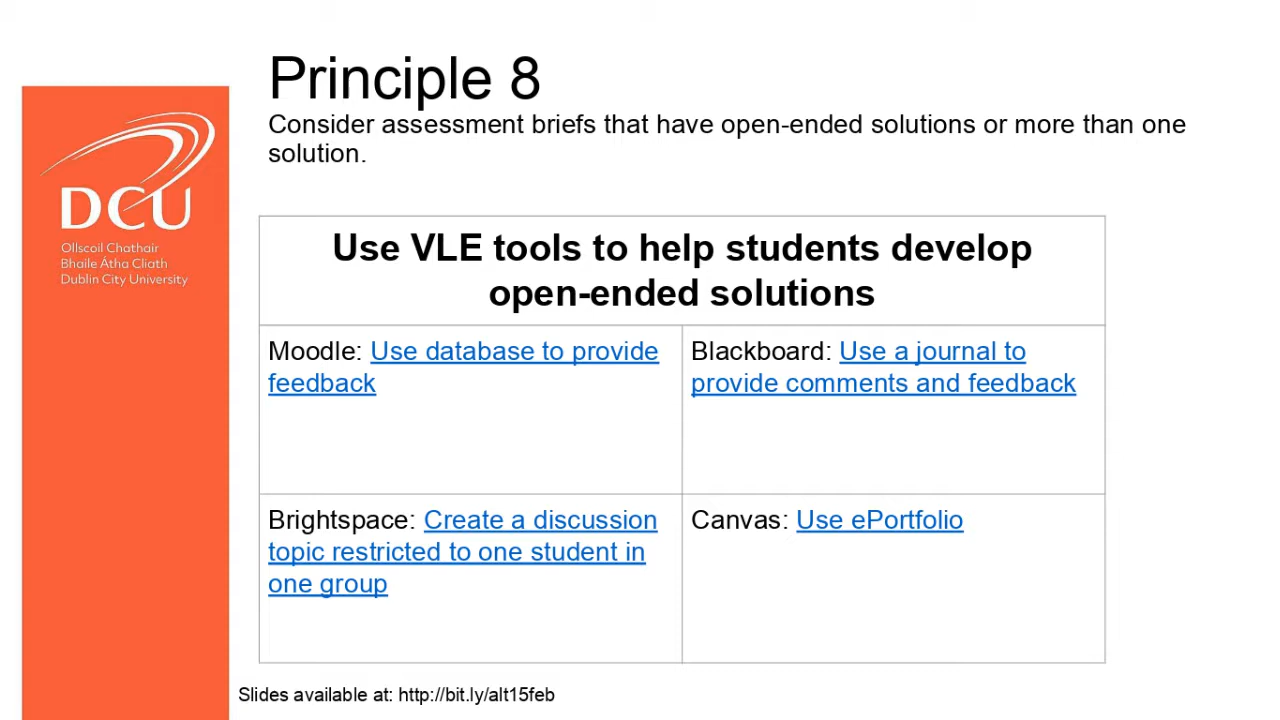 Principle 8
Consider assessment briefs that have open-ended solutions or more than one
solution.
DCU
Ollscoil Chathair
Bhaile Átha Cliath
Dublin City University
Use VLE tools to help students develop
open-ended solutions
Moodle: Use database to provide
feedback
Blackboard: Use a journal to
provide comments and feedback
Brightspace: Create a discussion
topic restricted to one student in
one group
Canvas: Use ePortfolio
Slides available at: http://bit.ly/alt15feb